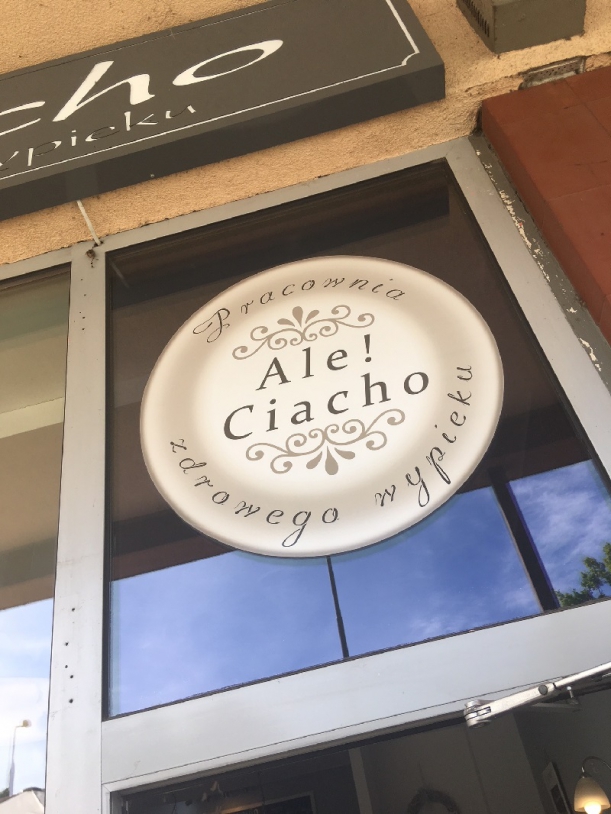 cho
wypieku
Pracownia
Ale!
Ciacho
zdrowego wypieku